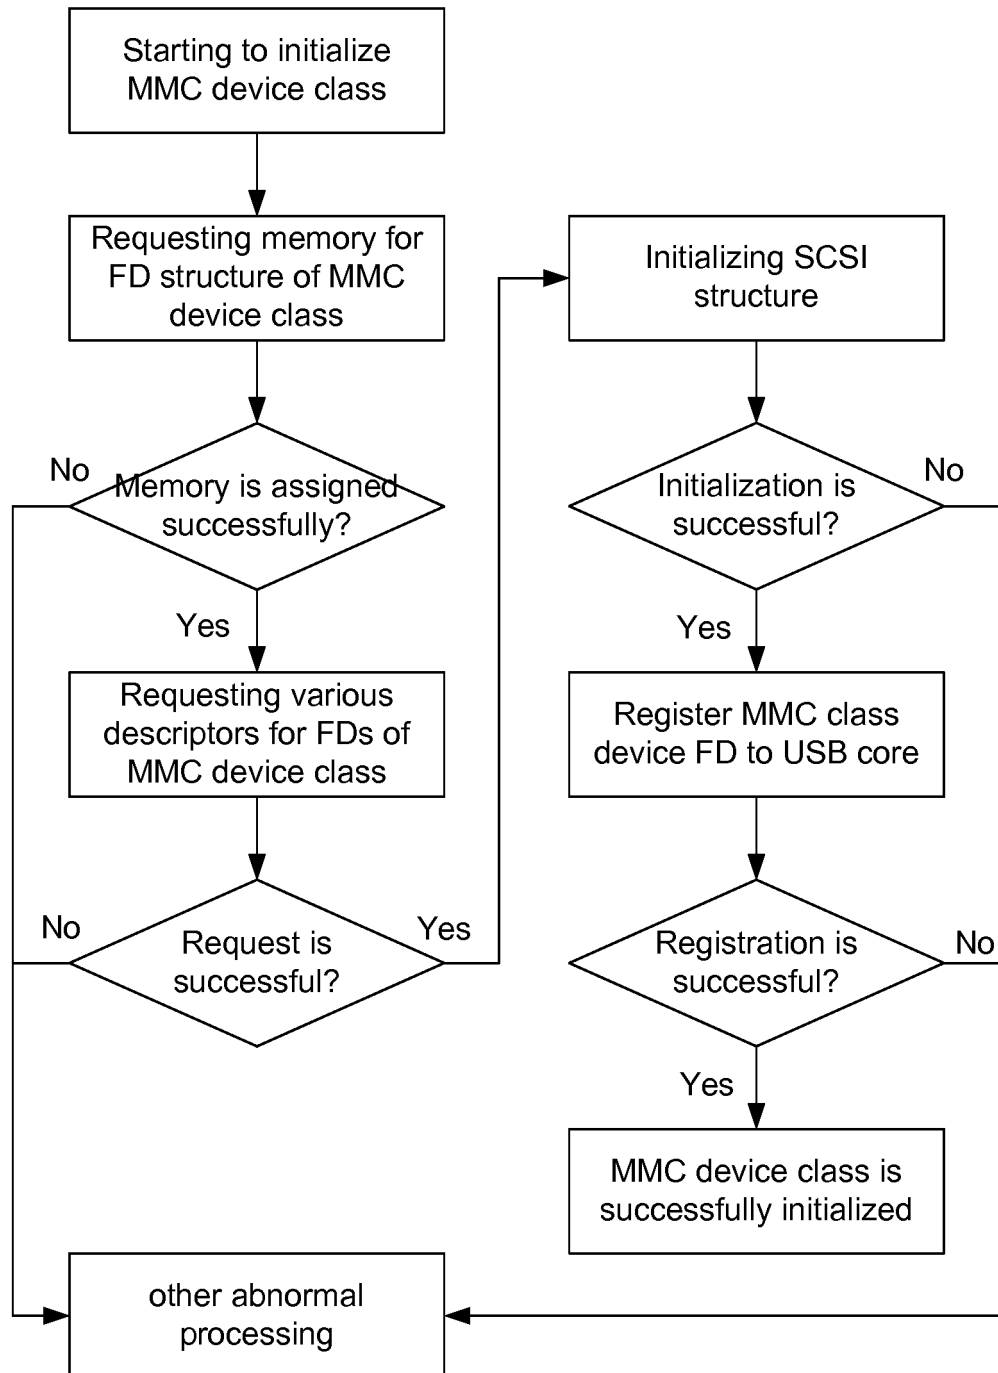 Starting to initialize
MMC device class
Requesting memory for
FD structure of MMC
device class
No
Memory is assigned
successfully?
Yes
Requesting various
descriptors for FDs of
MMC device class
No
Request is
successful?
Yes
Initializing SCSI
structure
Initialization is
successful?
No
Yes
Register MMC class
device FD to USB core
Registration is
successful?
No
Yes
MMC device class is
successfully initialized
other abnormal
processing